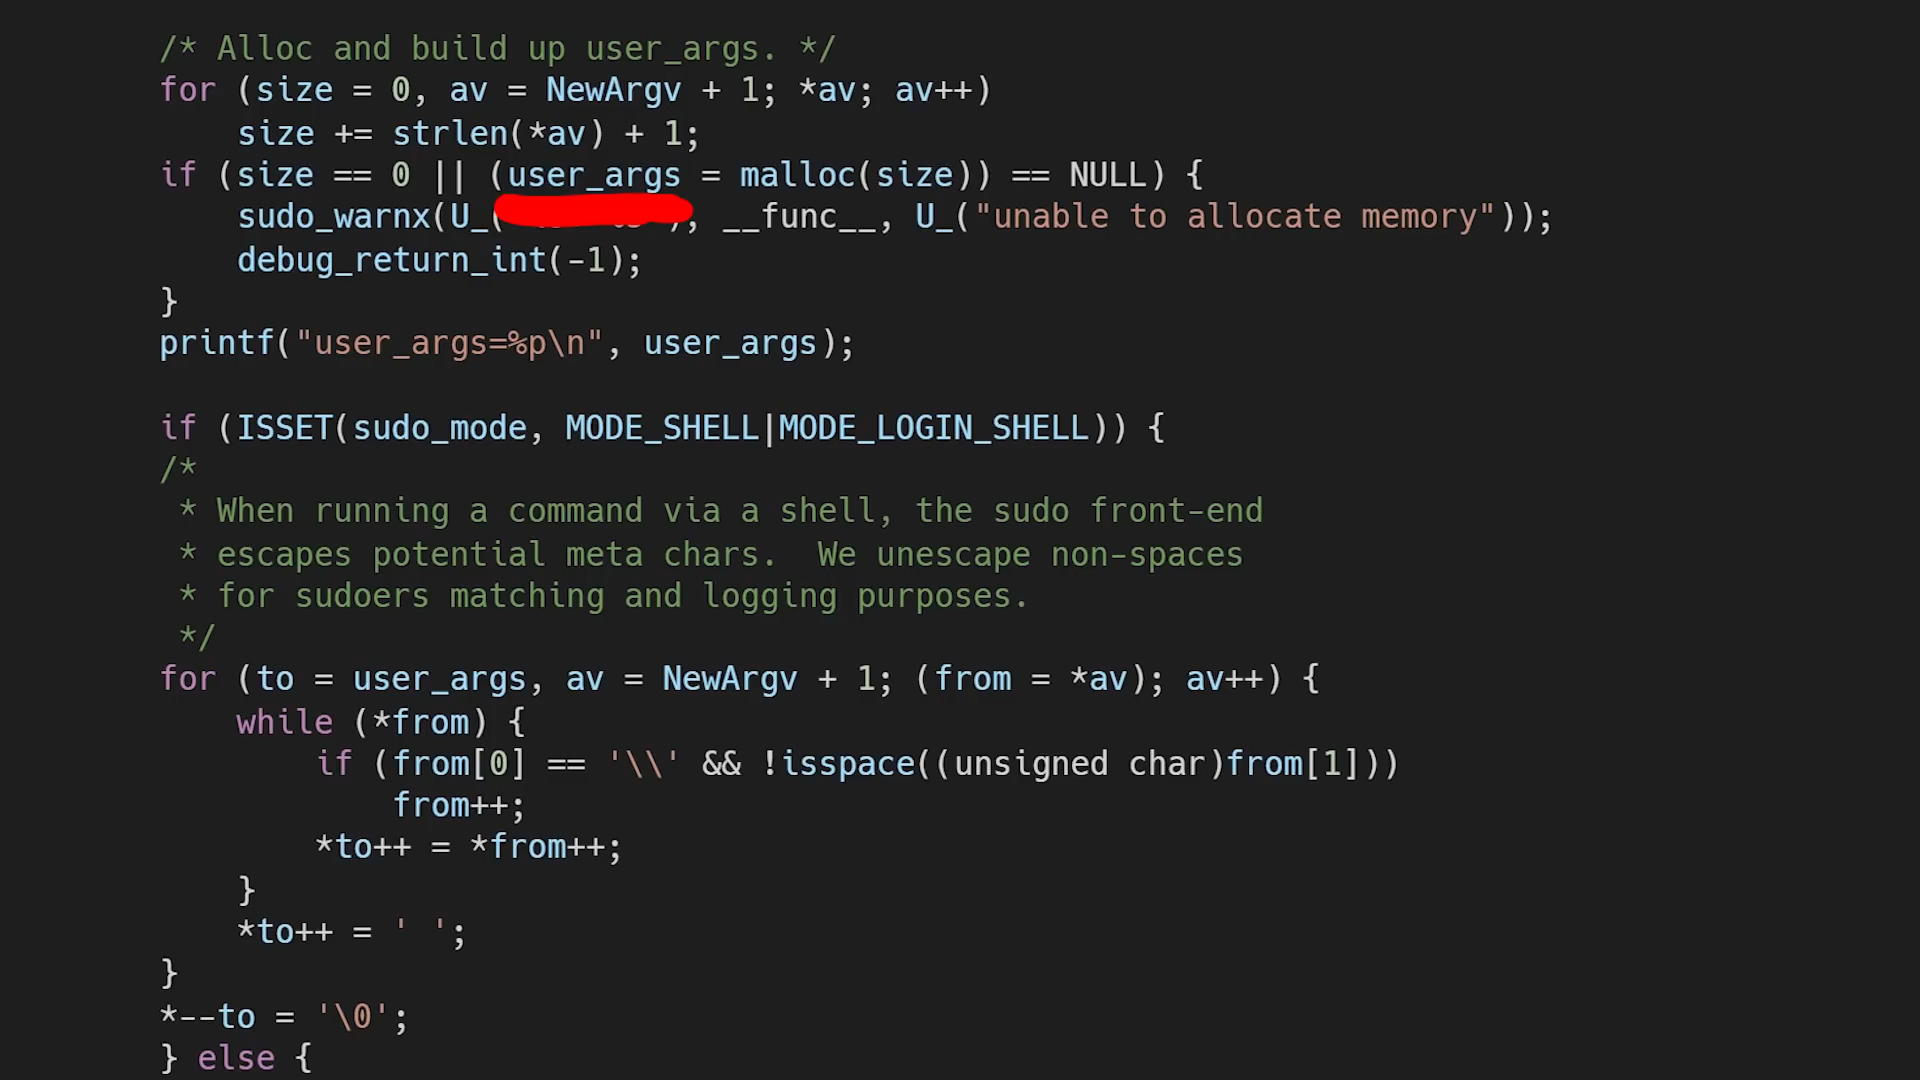 /* Alloc and build up user_args. */
for (size = 0, av = NewArgv + 1; *av; av++)
size += strlen(*av) + 1;
if (size == 0 || (user_args = malloc(size)) == NULL) {
sudo_warnx(U_( ), __func__, U_("unable to allocate memory"));
debug_return_int(-1);
}
printf("user_args=%p\n", user_args);
if (ISSET(sudo_mode, MODE_SHELL|MODE_LOGIN_SHELL)) {
/*
* When running a command via a shell, the sudo front-end
* escapes potential meta chars.  We unescape non-spaces
* for sudoers matching and logging purposes.
*/
for (to = user_args, av = NewArgv + 1; (from = *av); av++) {
while (*from) {
if (from[0] == '\\' && !isspace((unsigned char)from[1]))
from++;
*to++ = *from++;
}
*to++ = ' ';
}
*--to = '\0';
} else {